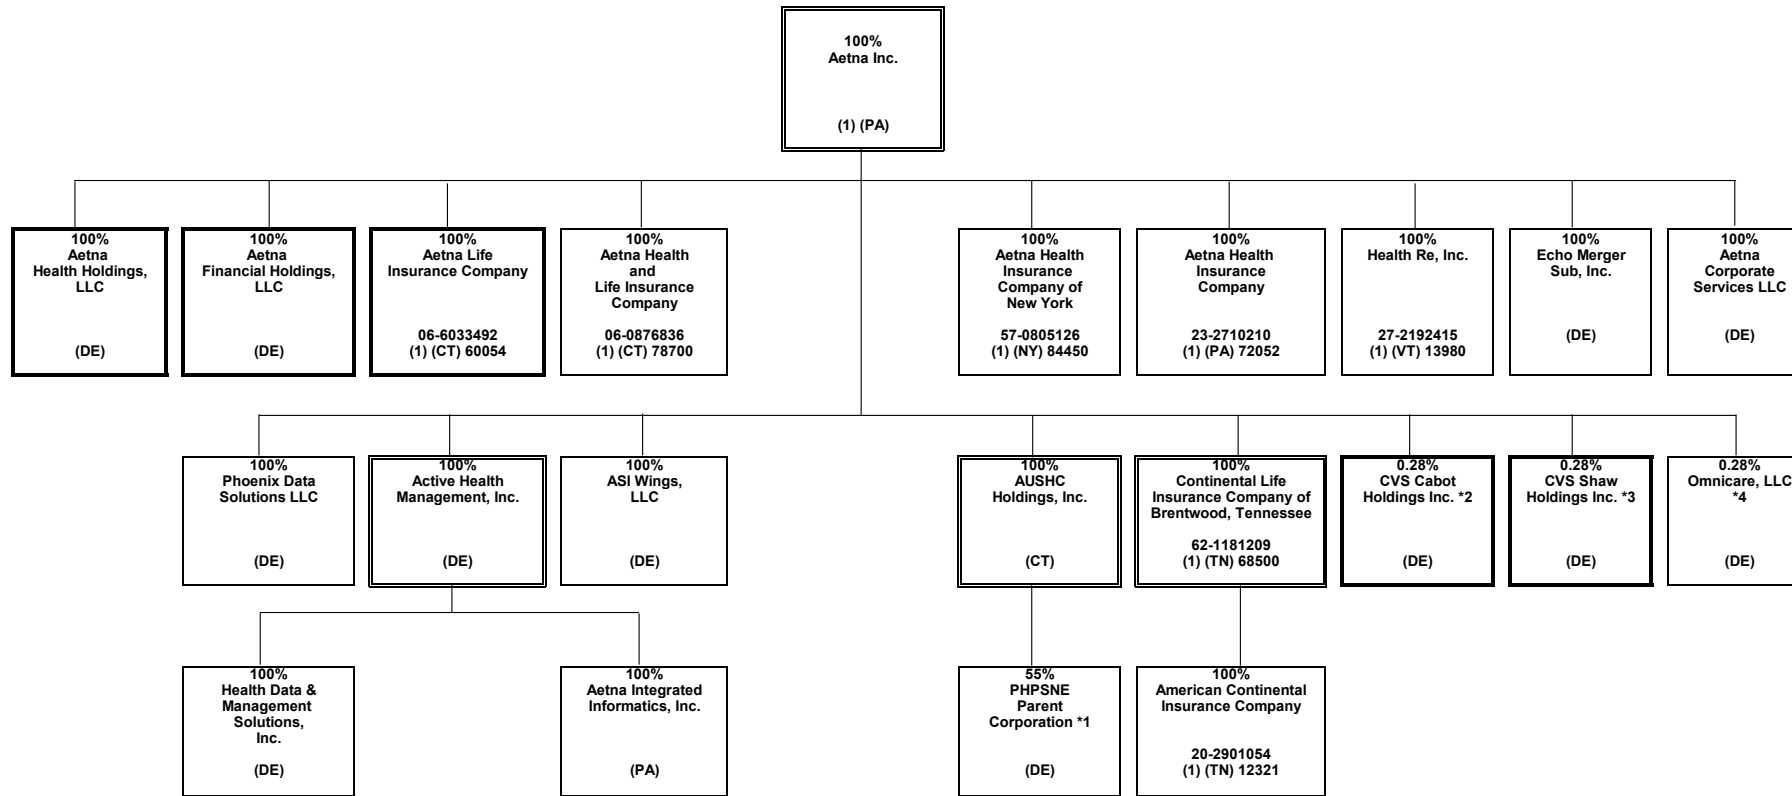 100%
Aetna Inc.
(1) (PA)
100%
Aetna
Health Holdings,
LLC
(DE)
100%
Aetna
Financial Holdings,
LLC
(DE)
100%
Aetna Life
Insurance Company
06-6033492
(1) (CT) 60054
100%
Aetna Health
and
Life Insurance
Company
06-0876836
(1) (CT) 78700
100%
Aetna Health
Insurance
Company of
New York
57-0805126
(1) (NY) 84450
100%
Aetna Health
Insurance
Company
23-2710210
(1) (PA) 72052
100%
Health Re, Inc.
27-2192415
(1) (VT) 13980
100%
Echo Merger
Sub, Inc.
(DE)
100%
Aetna
Corporate
Services LLC
(DE)
100%
Phoenix Data
Solutions LLC
(DE)
100%
Active Health
Management, Inc.
(DE)
100%
ASI Wings,
LLC
(DE)
100%
AUSHC
Holdings, Inc.
(CT)
100%
Continental Life
Insurance Company of
Brentwood, Tennessee
62-1181209
(1) (TN) 68500
0.28%
CVS Cabot
Holdings Inc. *2
(DE)
0.28%
CVS Shaw
Holdings Inc. *3
(DE)
0.28%
Omnicare, LLC
*4
(DE)
100%
Health Data &
Management
Solutions,
Inc.
(DE)
100%
Aetna Integrated
Informatics, Inc.
(PA)
55%
PHPSNE
Parent
Corporation *1
(DE)
100%
American Continental
Insurance Company
20-2901054
(1) (TN) 12321